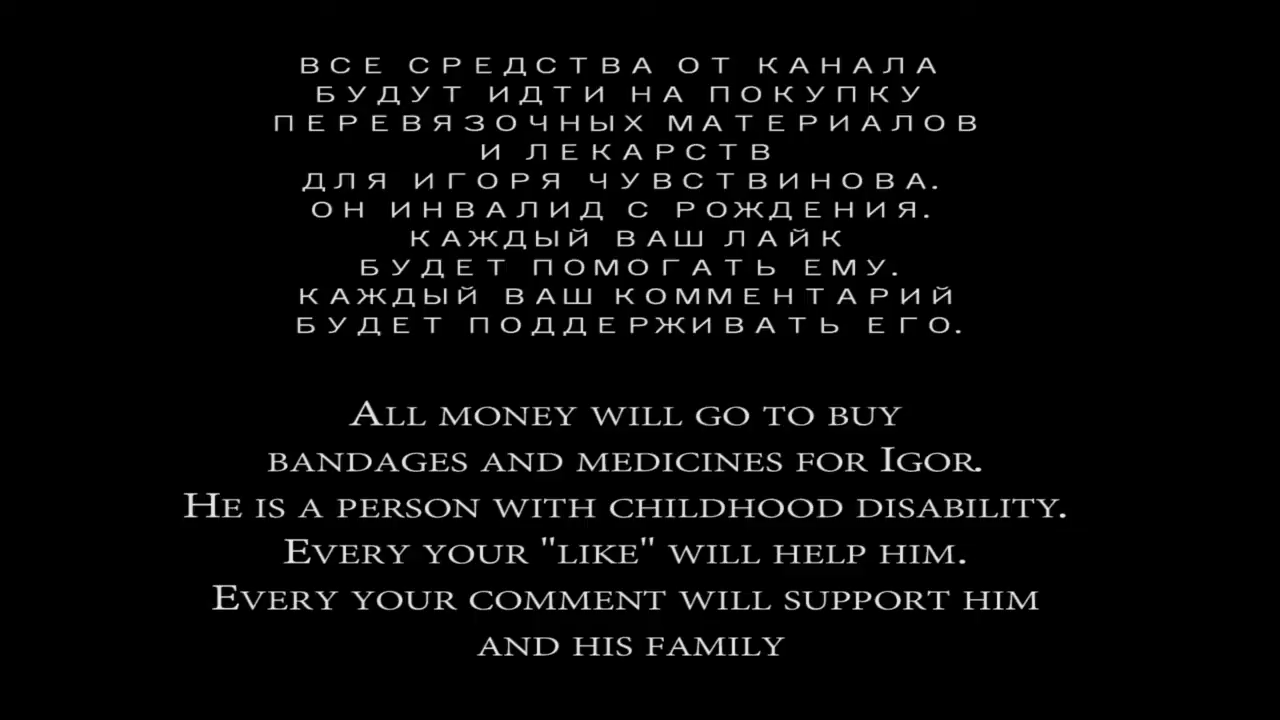 ВСЕ СРЕДСТВА ОТ КАНАЛА
БУДУТ ИДТИ НА ПОКУПКУ
ПЕРЕВЯЗОЧНЫХ МАТЕРИАЛОВ
И ЛЕКАРСТВ
ДЛЯ ИГОРЯ ЧУВСТВИНОВА.
ОН ИНВАЛИД С РОЖДЕНИЯ.
КАЖДЫЙ ВАШ ЛАЙК
БУДЕТ ПОМОГАТЬ ЕМУ.
КАЖДЫЙ ВАШ КОММЕНТАРИЙ
БУДЕТ ПОДДЕРЖИВАТЬ ЕГО.
ALL MONEY WILL GO TO BUY
BANDAGES AND MEDICINES FOR IGOR.
HE IS A PERSON WITH CHILDHOOD DISABILITY.
EVERY YOUR "LIKE" WILL HELP HIM.
EVERY YOUR COMMENT WILL SUPPORT HIM
AND HIS FAMILY